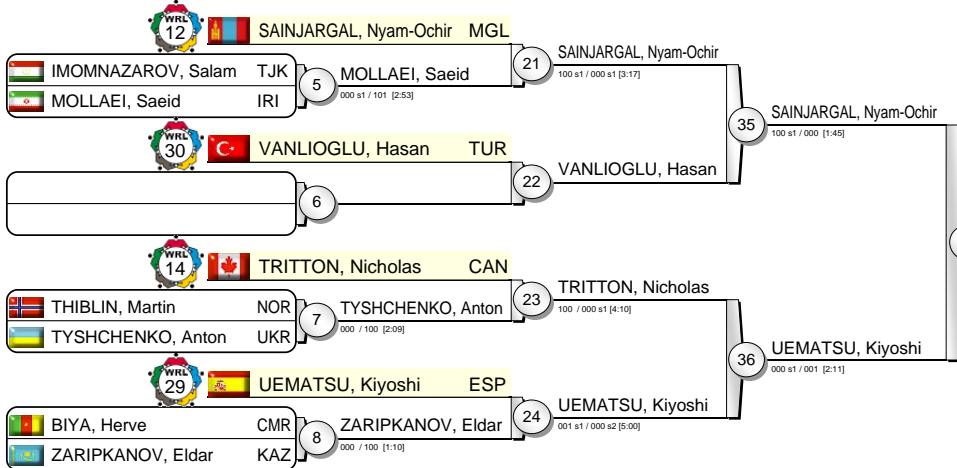 WRL 12 SAINJARGAL, Nyam-Ochir MGL
IMOMNAZAROV, Salam TJK
MOLLAEI, Saeid IRI
5 MOLLAEI, Saeid
000 s1 / 101 [2:53]
21 SAINJARGAL, Nyam-Ochir
100 s1 / 000 s1 [3:17]
WRL 30 VANLIOGLU, Hasan TUR
6
22 VANLIOGLU, Hasan
35 SAINJARGAL, Nyam-Ochir
100 s1 / 000 [1:45]
WRL 14 TRITTON, Nicholas CAN
THIBLIN, Martin NOR
TYSHCHENKO, Anton UKR
7 TYSHCHENKO, Anton
000 / 100 [2:09]
23 TRITTON, Nicholas
100 / 000 s1 [4:10]
WRL 29 UEMATSU, Kiyoshi ESP
BIYA, Herve CMR
ZARIPKANOV, Eldar KAZ
8 ZARIPKANOV, Eldar
000 / 100 [1:10]
24 UEMATSU, Kiyoshi
001 s1 / 000 s2 [5:00]
36 UEMATSU, Kiyoshi
000 s1 / 001 [2:11]